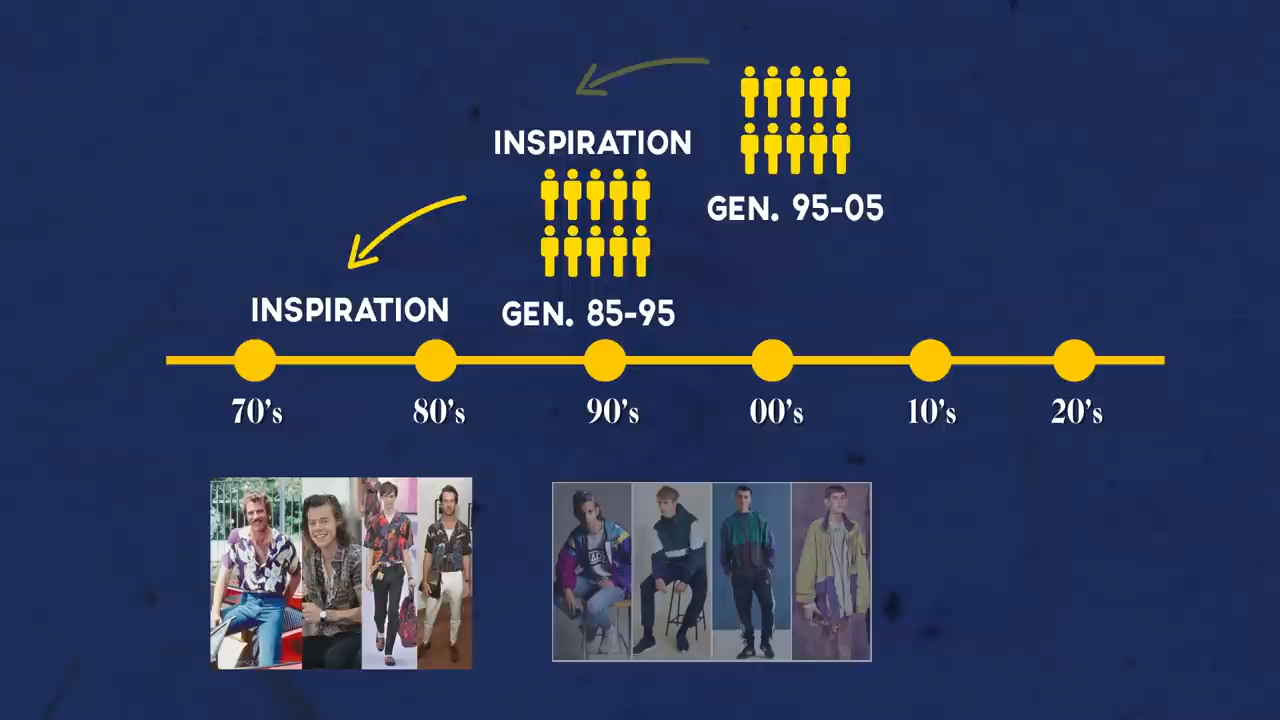 INSPIRATION
GEN. 95-05
INSPIRATION
GEN. 85-95
70's
80's
90's
00's
10's
20's